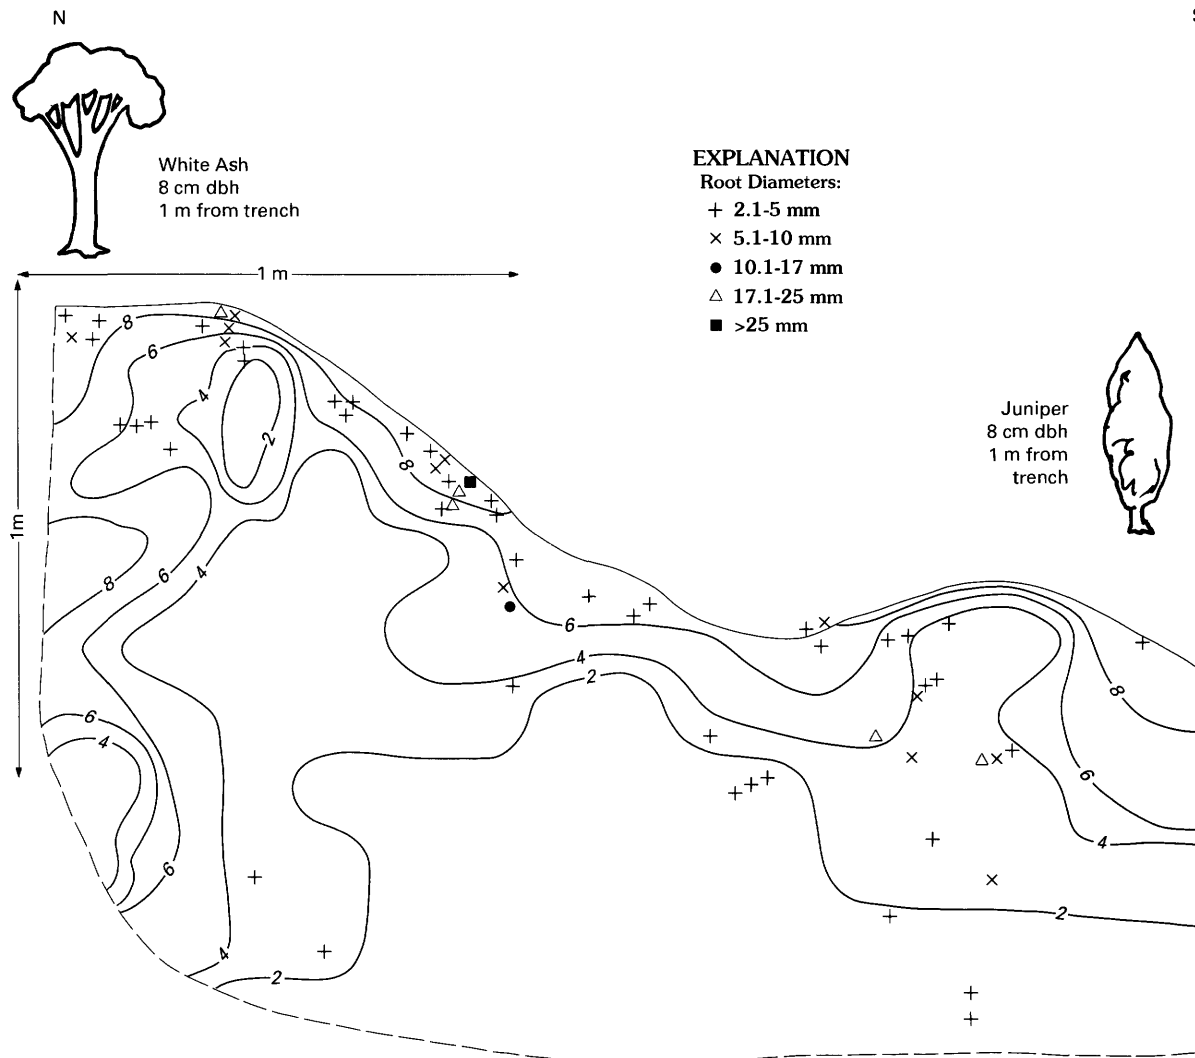 N
White Ash
8 cm dbh
1 m from trench
EXPLANATION
Root Diameters:
+ 2.1-5 mm
× 5.1-10 mm
● 10.1-17 mm
△ 17.1-25 mm
■ >25 mm
1 m
1m
Juniper
8 cm dbh
1 m from
trench
8
6
4
2
8
8
6
4
6
4
2
8
6
4
6
6
4
4
2
2